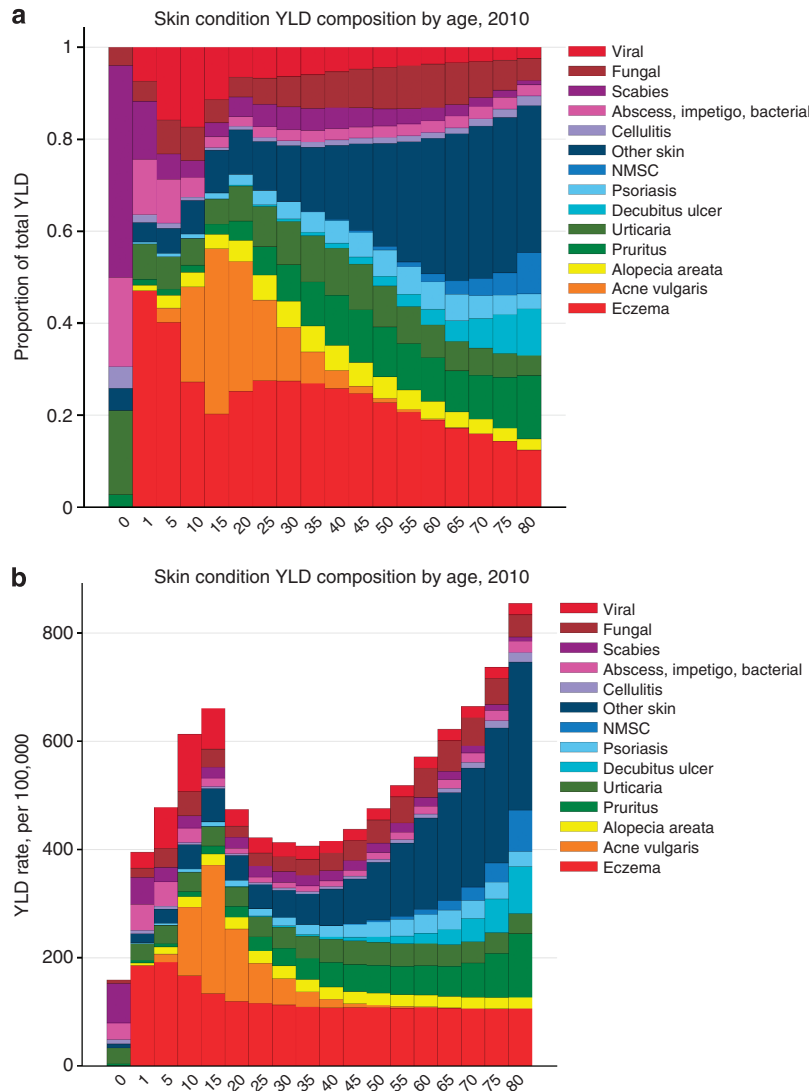 a
Skin condition YLD composition by age, 2010
Proportion of total YLD
1
0.8
0.6
0.4
0.2
0
0 1 5 10 15 20 25 30 35 40 45 50 55 60 65 70 75 80
Viral
Fungal
Scabies
Abscess, impetigo, bacterial
Cellulitis
Other skin
NMSC
Psoriasis
Decubitus ulcer
Urticaria
Pruritus
Alopecia areata
Acne vulgaris
Eczema
b
Skin condition YLD composition by age, 2010
YLD rate, per 100,000
800
600
400
200
0
0 1 5 10 15 20 25 30 35 40 45 50 55 60 65 70 75 80
Viral
Fungal
Scabies
Abscess, impetigo, bacterial
Cellulitis
Other skin
NMSC
Psoriasis
Decubitus ulcer
Urticaria
Pruritus
Alopecia areata
Acne vulgaris
Eczema